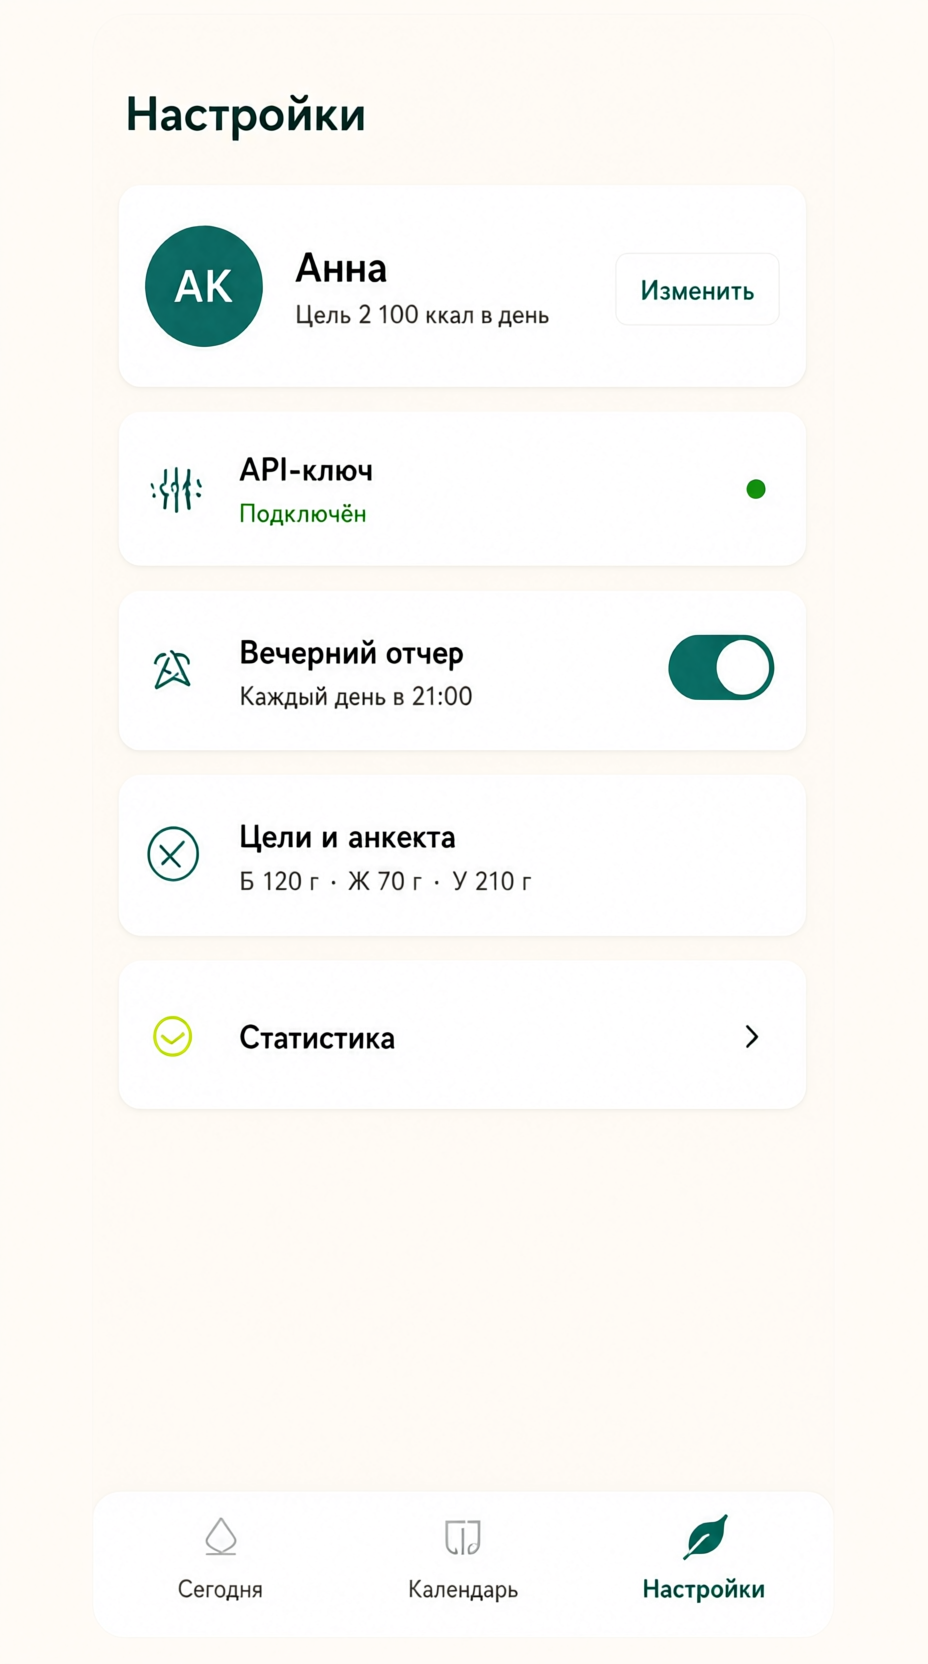 Настройки
АК
Анна
Цель 2 100 ккал в день
Изменить
API-ключ
Подключён
Вечерний отчер
Каждый день в 21:00
Цели и анкекта
Б 120 г · Ж 70 г · У 210 г
Статистика
Сегодня
Календарь
Настройки